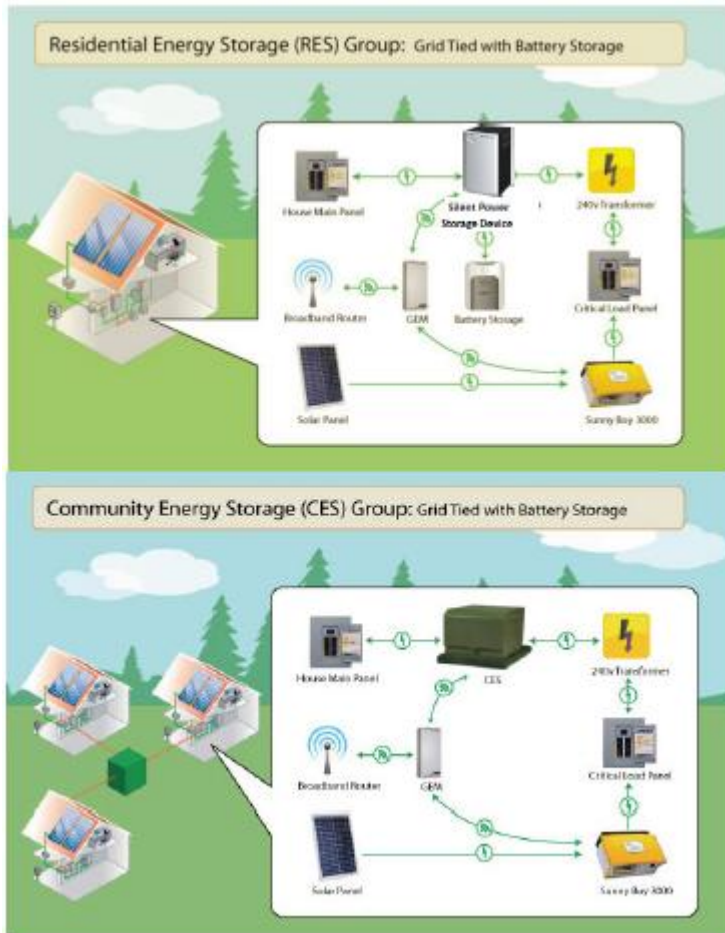 Residential Energy Storage (RES) Group: Grid Tied with Battery Storage
House Main Panel
Silent Power
Storage Device
240v Transformer
Broadband Router
GEM
Battery Storage
Critical Load Panel
Solar Panel
Sunny Boy 3000
Community Energy Storage (CES) Group: Grid Tied with Battery Storage
House Main Panel
CES
240v Transformer
Broadband Router
GEM
Critical Load Panel
Solar Panel
Sunny Boy 3000